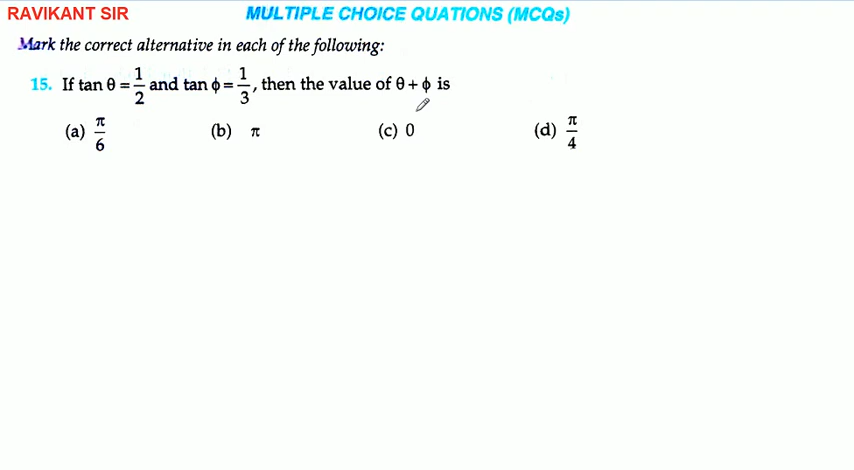 RAVIKANT SIR MULTIPLE CHOICE QUATIONS (MCQs)
Mark the correct alternative in each of the following:
15. If tan θ = 1/2 and tan ϕ = 1/3, then the value of θ + ϕ is
(a) π/6 (b) π (c) 0 (d) π/4